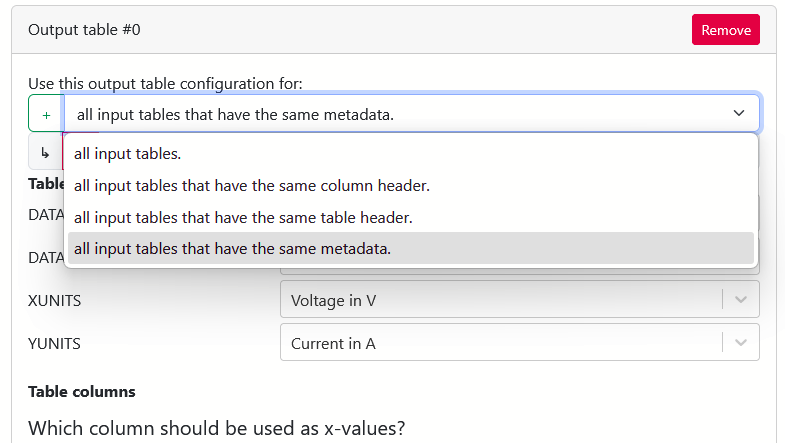 Output table #0
Remove
Use this output table configuration for:
+
all input tables that have the same metadata.
↳
all input tables.
all input tables that have the same column header.
all input tables that have the same table header.
all input tables that have the same metadata.
Table
DATA
DATA
XUNITS
Voltage in V
YUNITS
Current in A
Table columns
Which column should be used as x-values?